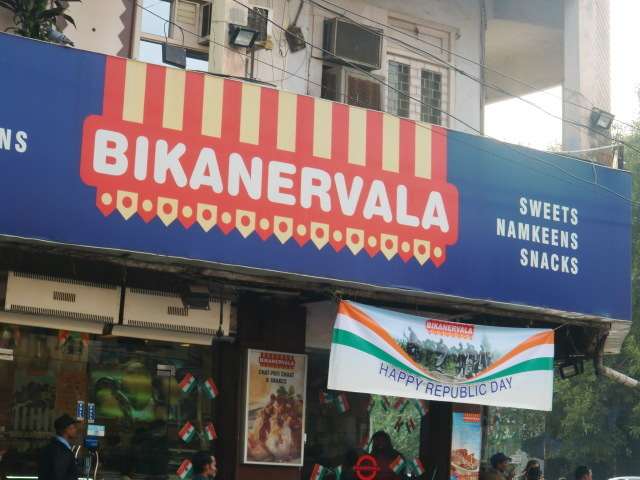 NS
BIKANERVALA
SWEETS
NAMKEENS
SNACKS
BIKANERVALA
HAPPY REPUBLIC DAY
BIKANERVALA
CHAT-PATI CHAAT
& SNACKS